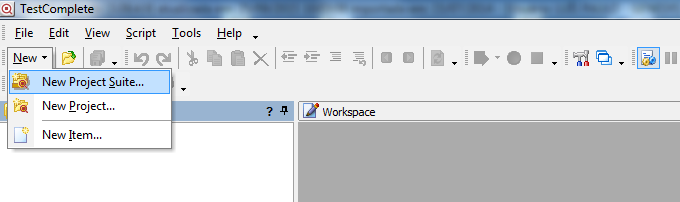 TestComplete
File Edit View Script Tools Help
New
New Project Suite...
New Project...
New Item...
?
Workspace